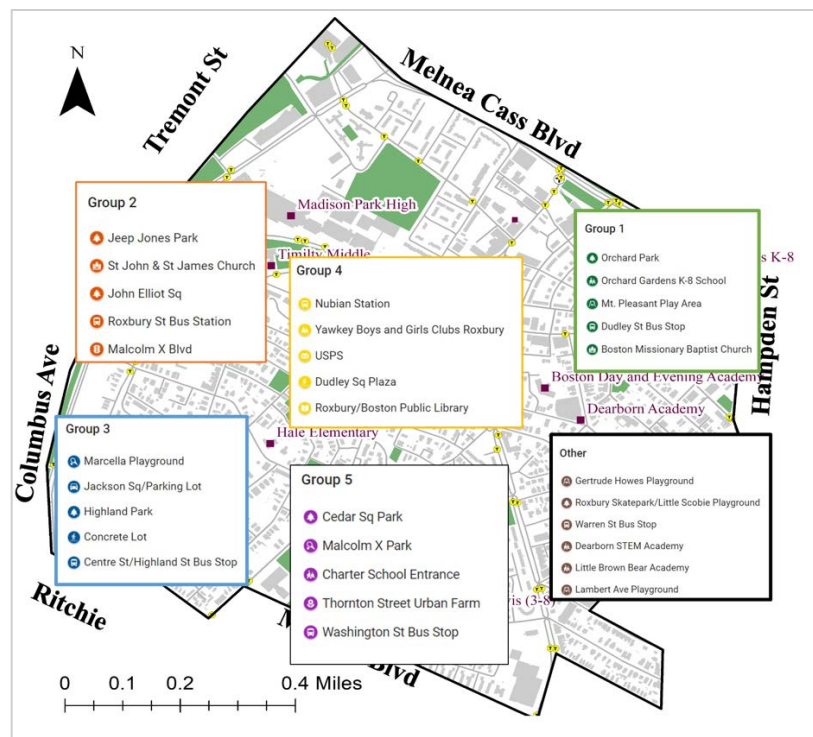 N
Tremont St
Melnea Cass Blvd
Madison Park High
Timilty Middle
Group 2
Jeep Jones Park
St John & St James Church
John Elliot Sq
Roxbury St Bus Station
Malcolm X Blvd
Group 4
Nubian Station
Yawkey Boys and Girls Clubs Roxbury
USPS
Dudley Sq Plaza
Roxbury/Boston Public Library
Group 1
Orchard Park
Orchard Gardens K-8 School
Mt. Pleasant Play Area
Dudley St Bus Stop
Boston Missionary Baptist Church
K-8
Hampden St
Boston Day and Evening Academy
Dearborn Academy
Columbus Ave
Hale Elementary
Group 3
Marcella Playground
Jackson Sq/Parking Lot
Highland Park
Concrete Lot
Centre St/Highland St Bus Stop
Group 5
Cedar Sq Park
Malcolm X Park
Charter School Entrance
Thornton Street Urban Farm
Washington St Bus Stop
Other
Gertrude Howes Playground
Roxbury Skatepark/Little Scobie Playground
Warren St Bus Stop
Dearborn STEM Academy
Little Brown Bear Academy
Lambert Ave Playground
(3-8)
Ritchie
Blvd
0 0.1 0.2 0.4 Miles